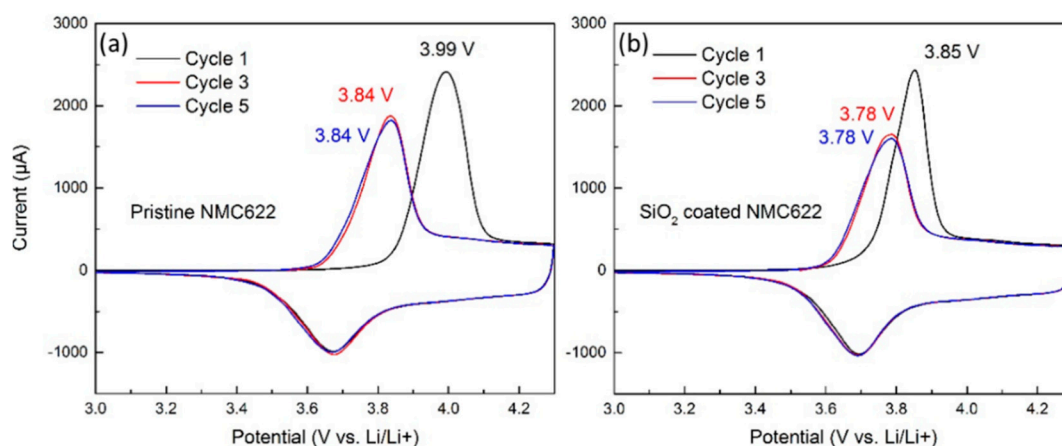 (a)
Cycle 1
Cycle 3
Cycle 5
3.99 V
3.84 V
3.84 V
Pristine NMC622
Current (µA)
3000
2000
1000
0
-1000
3.0 3.2 3.4 3.6 3.8 4.0 4.2
Potential (V vs. Li/Li+)
(b)
Cycle 1
Cycle 3
Cycle 5
3.85 V
3.78 V
3.78 V
SiO₂ coated NMC622
3000
2000
1000
0
-1000
3.0 3.2 3.4 3.6 3.8 4.0 4.2
Potential (V vs. Li/Li+)